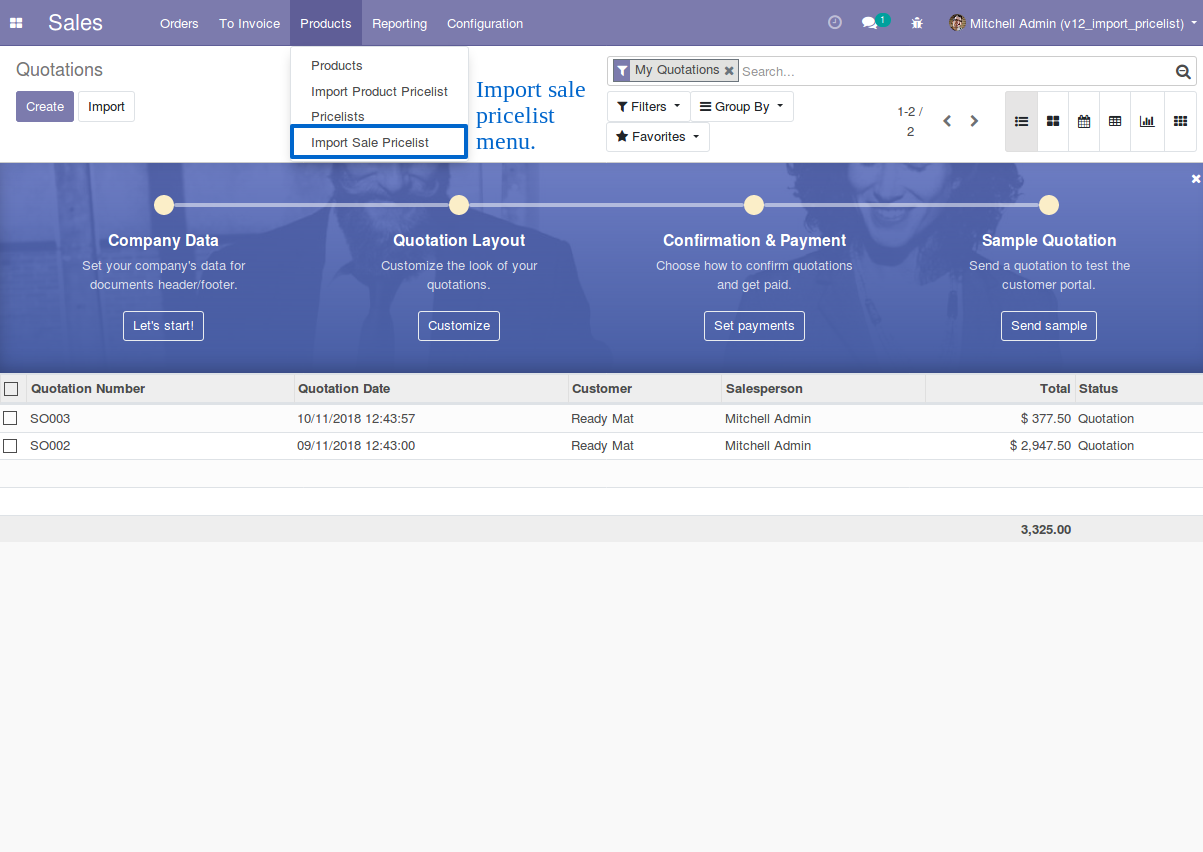 Sales Orders To Invoice Products Reporting Configuration 1 Mitchell Admin (v12_import_pricelist)
Quotations
Create Import
Products
Import Product Pricelist
Pricelists
Import Sale Pricelist
Import sale
pricelist
menu.
My Quotations Search...
Filters Group By
Favorites
1-2 /
2
Company Data Quotation Layout Confirmation & Payment Sample Quotation
Set your company's data for Customize the look of your Choose how to confirm quotations Send a quotation to test the
documents header/footer. quotations. and get paid. customer portal.
Let's start! Customize Set payments Send sample
Quotation Number Quotation Date Customer Salesperson Total Status
SO003 10/11/2018 12:43:57 Ready Mat Mitchell Admin $ 377.50 Quotation
SO002 09/11/2018 12:43:00 Ready Mat Mitchell Admin $ 2,947.50 Quotation
3,325.00